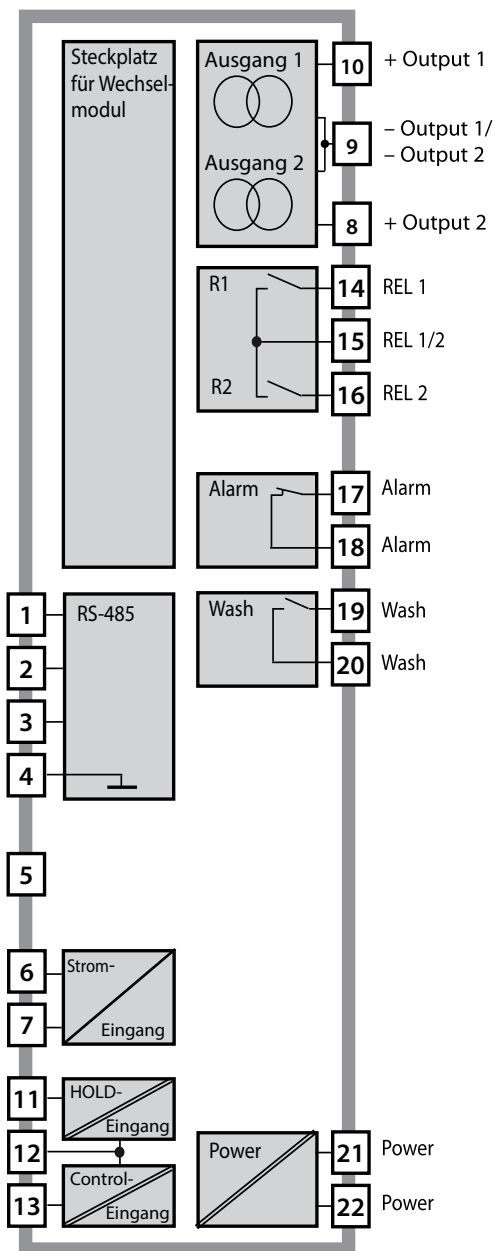 Steckplatz
für Wechsel-
modul
Ausgang 1
Ausgang 2
10 + Output 1
9 – Output 1/
– Output 2
8 + Output 2
R1
R2
14 REL 1
15 REL 1/2
16 REL 2
Alarm
17 Alarm
18 Alarm
Wash
19 Wash
20 Wash
1
2
3
4
RS-485
5
6
7
Strom-
Eingang
11
12
13
HOLD-
Eingang
Control-
Eingang
Power
21 Power
22 Power